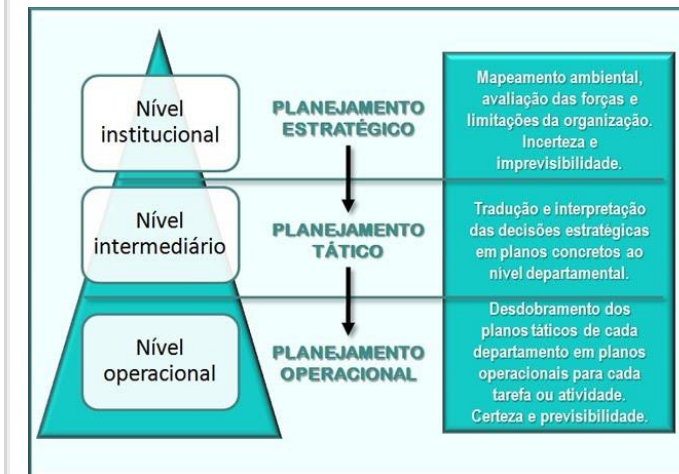 Nível
institucional
PLANEJAMENTO
ESTRATÉGICO
Mapeamento ambiental,
avaliação das forças e
limitações da organização.
Incerteza e
imprevisibilidade.
Nível
intermediário
PLANEJAMENTO
TÁTICO
Tradução e interpretação
das decisões estratégicas
em planos concretos ao
nível departamental.
Nível
operacional
PLANEJAMENTO
OPERACIONAL
Desdobramento dos
planos táticos de cada
departamento em planos
operacionais para cada
tarefa ou atividade.
Certeza e previsibilidade.